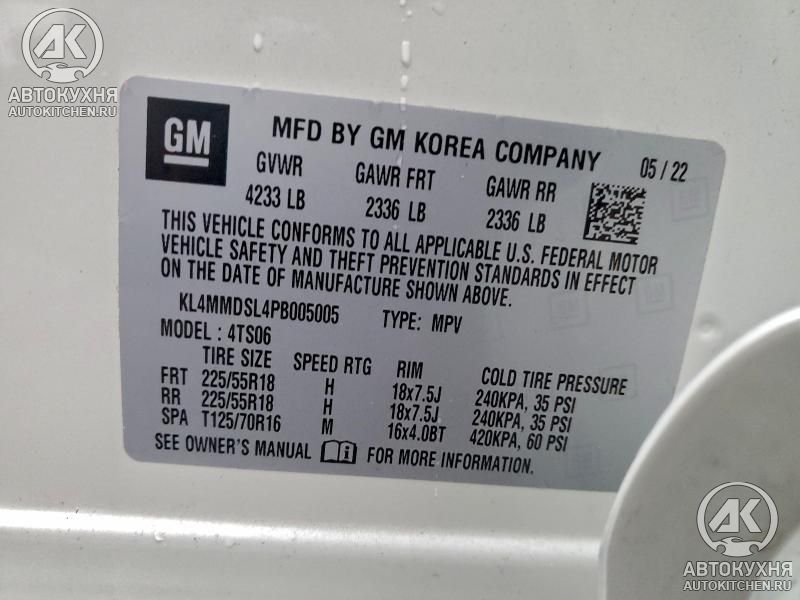 АВТОКУХНЯ
AUTOKITCHEN.RU
GM
MFD BY GM KOREA COMPANY 05 / 22
GVWR GAWR FRT GAWR RR
4233 LB 2336 LB 2336 LB
THIS VEHICLE CONFORMS TO ALL APPLICABLE U.S. FEDERAL MOTOR
VEHICLE SAFETY AND THEFT PREVENTION STANDARDS IN EFFECT
ON THE DATE OF MANUFACTURE SHOWN ABOVE.
KL4MMDSL4PB005005 TYPE: MPV
MODEL : 4TS06
TIRE SIZE SPEED RTG RIM COLD TIRE PRESSURE
FRT 225/55R18 H 18x7.5J 240KPA, 35 PSI
RR 225/55R18 H 18x7.5J 240KPA, 35 PSI
SPA T125/70R16 M 16x4.0BT 420KPA, 60 PSI
SEE OWNER'S MANUAL i FOR MORE INFORMATION.
АК
АВТОКУХНЯ
AUTOKITCHEN.RU